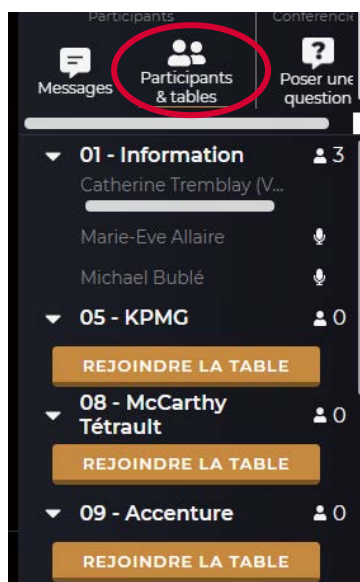 Participants
Conférencie
Messages
Participants
& tables
Poser une
question
01 - Information 3
Catherine Tremblay (V...
Marie-Eve Allaire
Michael Bublé
05 - KPMG 0
REJOINDRE LA TABLE
08 - McCarthy
Tétrault 0
REJOINDRE LA TABLE
09 - Accenture 0
REJOINDRE LA TABLE